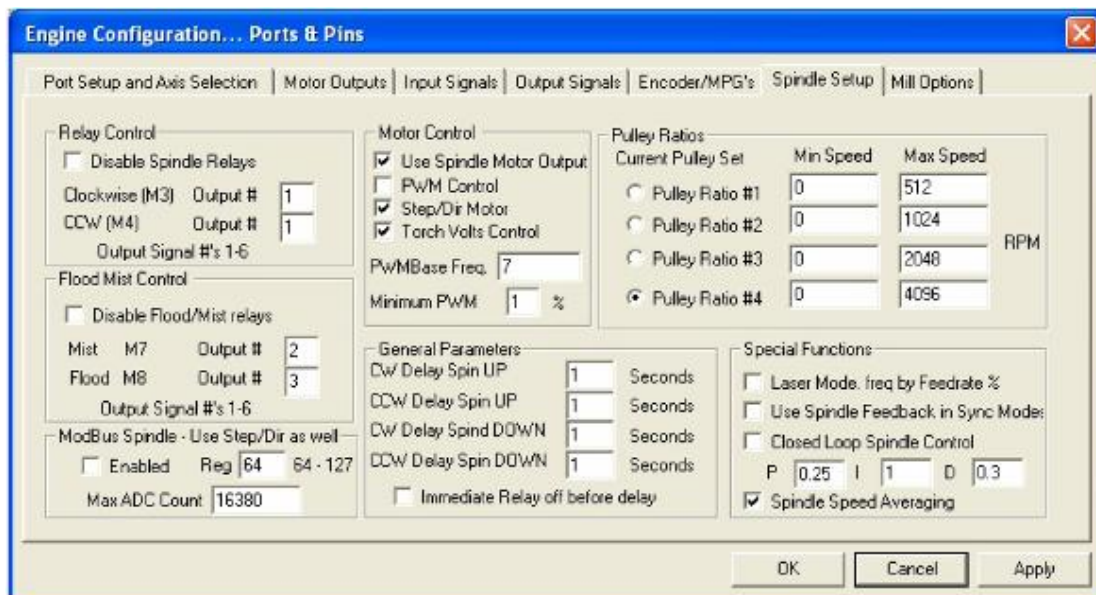 Engine Configuration... Ports & Pins
Port Setup and Axis Selection
Motor Outputs
Input Signals
Output Signals
Encoder/MPG's
Spindle Setup
Mill Options
Relay Control
Disable Spindle Relays
Clockwise (M3) Output # 1
CCW (M4) Output # 1
Output Signal #'s 1-6
Flood Mist Control
Disable Flood/Mist relays
Mist M7 Output # 2
Flood M8 Output # 3
Output Signal #'s 1-6
ModBus Spindle - Use Step/Dir as well
Enabled Reg 64 64 - 127
Max ADC Count 16380
Motor Control
Use Spindle Motor Output
PWM Control
Step/Dir Motor
Torch Volts Control
PWMBase Freq. 7
Minimum PWM 1 %
General Parameters
CW Delay Spin UP 1 Seconds
CCW Delay Spin UP 1 Seconds
CW Delay Spind DOWN 1 Seconds
CCW Delay Spin DOWN 1 Seconds
Immediate Relay off before delay
Pulley Ratios
Current Pulley Set Min Speed Max Speed
Pulley Ratio #1 0 512
Pulley Ratio #2 0 1024
Pulley Ratio #3 0 2048
Pulley Ratio #4 0 4096
RPM
Special Functions
Laser Mode. freq by Feedrate %
Use Spindle Feedback in Sync Modes
Closed Loop Spindle Control
P 0.25 I 1 D 0.3
Spindle Speed Averaging
OK
Cancel
Apply